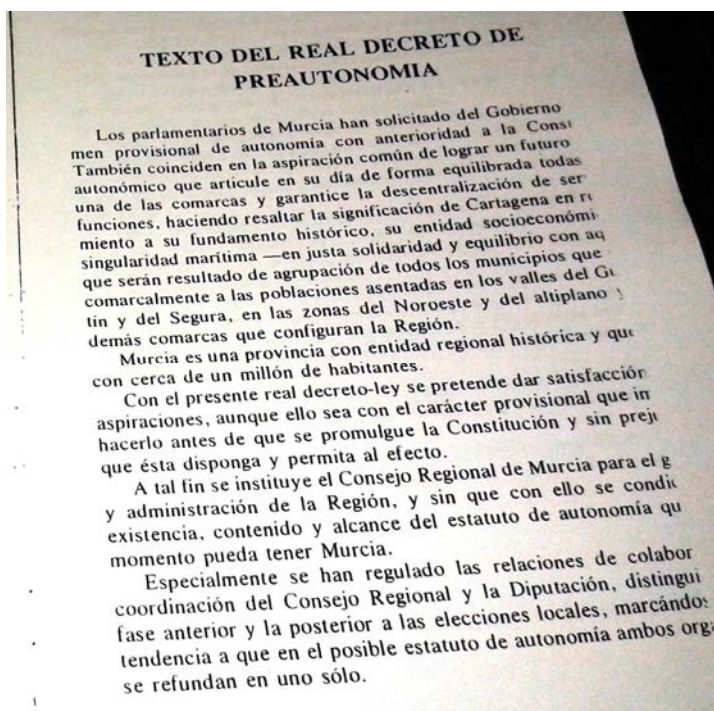 TEXTO DEL REAL DECRETO DE
PREAUTONOMIA
Los parlamentarios de Murcia han solicitado del Gobierno
men provisional de autonomía con anterioridad a la
También coinciden en la aspiración común de lograr un futuro
autonómico que articule en su día de forma equilibrada todas
una de las comarcas y garantice la descentralización de
funciones, haciendo resaltar la significación de Cartagena en
miento a su fundamento histórico, su entidad
singularidad marítima —en justa solidaridad y equilibrio con
que serán resultado de agrupación de todos los municipios que
comarcalmente a las poblaciones asentadas en los valles del
tín y del Segura, en las zonas del Noroeste y del altiplano
demás comarcas que configuran la Región.
Murcia es una provincia con entidad regional histórica y
con cerca de un millón de habitantes.
Con el presente real decreto-ley se pretende dar
aspiraciones, aunque ello sea con el carácter provisional que
hacerlo antes de que se promulgue la Constitución y sin
que ésta disponga y permita al efecto.
A tal fin se instituye el Consejo Regional de Murcia para el
y administración de la Región, y sin que con ello se
existencia, contenido y alcance del estatuto de autonomía
momento pueda tener Murcia.
Especialmente se han regulado las relaciones de
coordinación del Consejo Regional y la Diputación,
fase anterior y la posterior a las elecciones locales,
tendencia a que en el posible estatuto de autonomía ambos
se refundan en uno sólo.